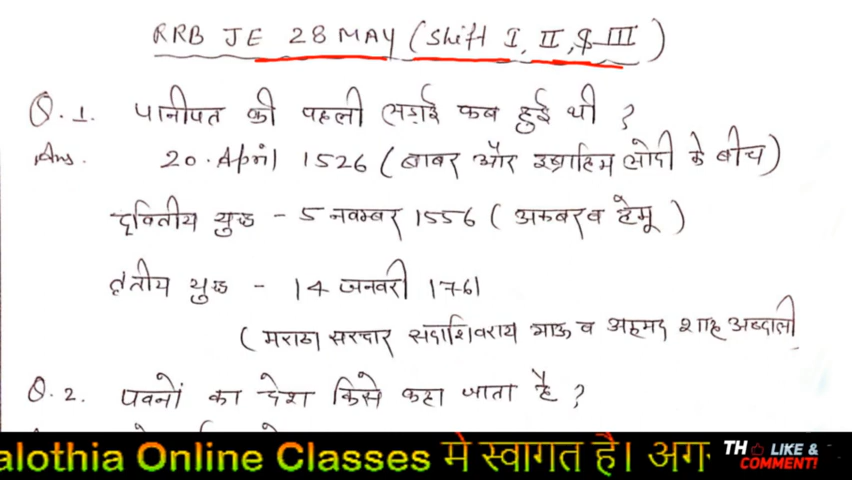 RRB JE 28 MAY (Shift I, II, & III)
Q.1. पानीपत की पहली लड़ाई कब हुई थी ?
Ans. 20 April 1526 (बाबर और इब्राहिम लोदी के बीच)
द्वितीय युद्ध - 5 नवम्बर 1556 ( अकबर व हेमू )
तृतीय युद्ध - 14 जनवरी 1761
( मराठा सरदार सदाशिवराय भाऊ व अहमद शाह अब्दाली
Q.2. पवनों का देश किसे कहा जाता है ?
alothia Online Classes मे स्वागत है। अग
TH LIKE &
COMMENT!